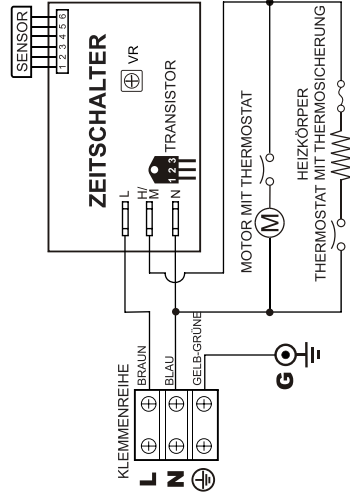 SENSOR
1 2 3 4 5 6
ZEITSCHALTER
VR
TRANSISTOR
1 2 3
L
H/
M
N
KLEMMENREIHE
BRAUN
BLAU
GELB-GRÜNE
L
N
G
MOTOR MIT THERMOSTAT
M
HEIZKÖRPER
THERMOSTAT MIT THERMOSICHERUNG